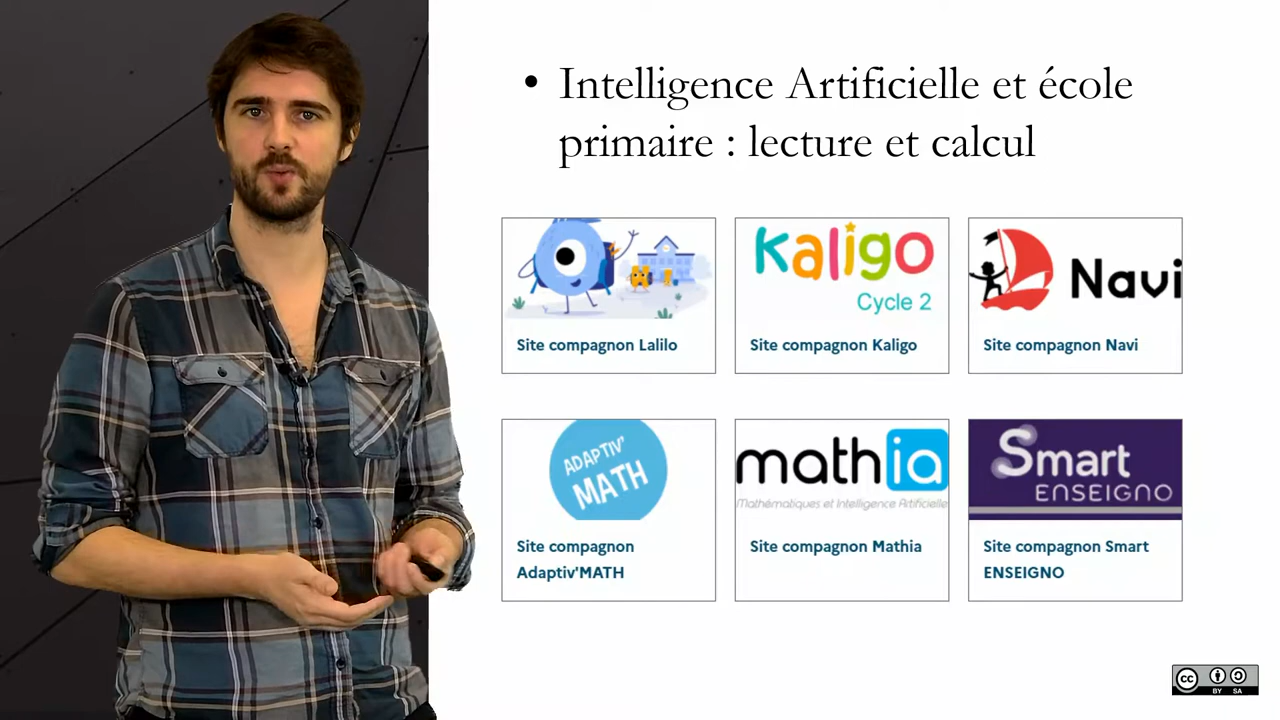 • Intelligence Artificielle et école
primaire : lecture et calcul
Site compagnon Lalilo
Kaligo
Cycle 2
Site compagnon Kaligo
Navi
Site compagnon Navi
ADAPTIV'
MATH
Site compagnon
Adaptiv'MATH
mathia
Mathématiques et Intelligence Artificielle
Site compagnon Mathia
Smart
ENSEIGNO
Site compagnon Smart
ENSEIGNO
cc
BY SA